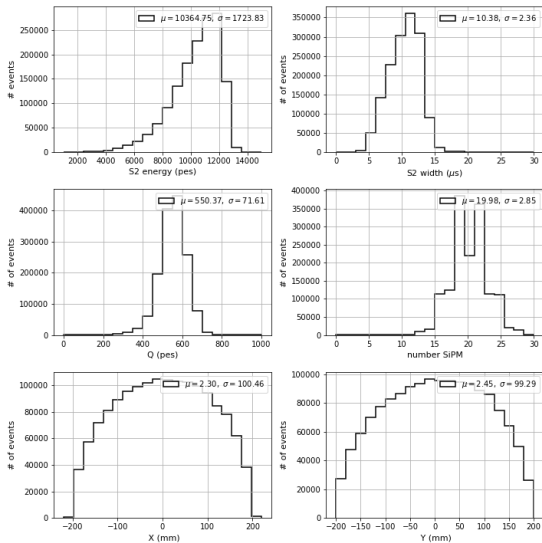 μ = 10364.75, σ = 1723.83
# events
250000
200000
150000
100000
50000
0
2000 4000 6000 8000 10000 12000 14000
S2 energy (pes)
μ = 10.38, σ = 2.36
# of events
350000
300000
250000
200000
150000
100000
50000
0
0 5 10 15 20 25 30
S2 width (μs)
μ = 550.37, σ = 71.61
# of events
400000
300000
200000
100000
0
0 200 400 600 800 1000
Q (pes)
μ = 19.98, σ = 2.85
# of events
400000
350000
300000
250000
200000
150000
100000
50000
0
0 5 10 15 20 25 30
number SiPM
μ = 2.30, σ = 100.46
# of events
100000
80000
60000
40000
20000
0
−200 −100 0 100 200
X (mm)
μ = 2.45, σ = 99.29
# of events
100000
80000
60000
40000
20000
0
−200 −150 −100 −50 0 50 100 150 200
Y (mm)